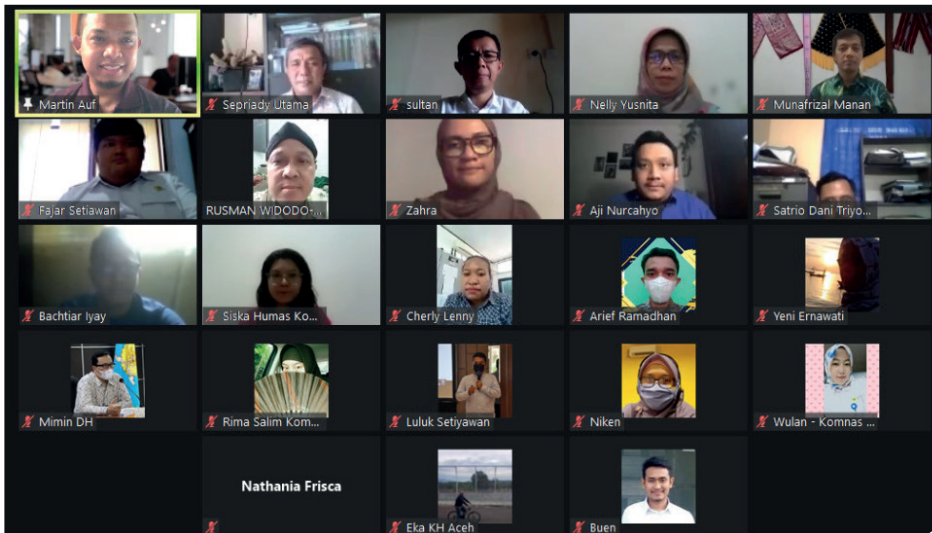 Martin Auf
Sepriady Utama
sultan
Nelly Yusnita
Munafrizal Manan
Fajar Setiawan
RUSMAN WIDODO-...
Zahra
Aji Nurcahyo
Satrio Dani Triyo...
Bachtiar Iyay
Siska Humas Ko...
Cherly Lenny
Arief Ramadhan
Yeni Ernawati
Mimin DH
Rima Salim Kom...
Luluk Setiyawan
Niken
Wulan - Komnas ...
Nathania Frisca
Eka KH Aceh
Buen